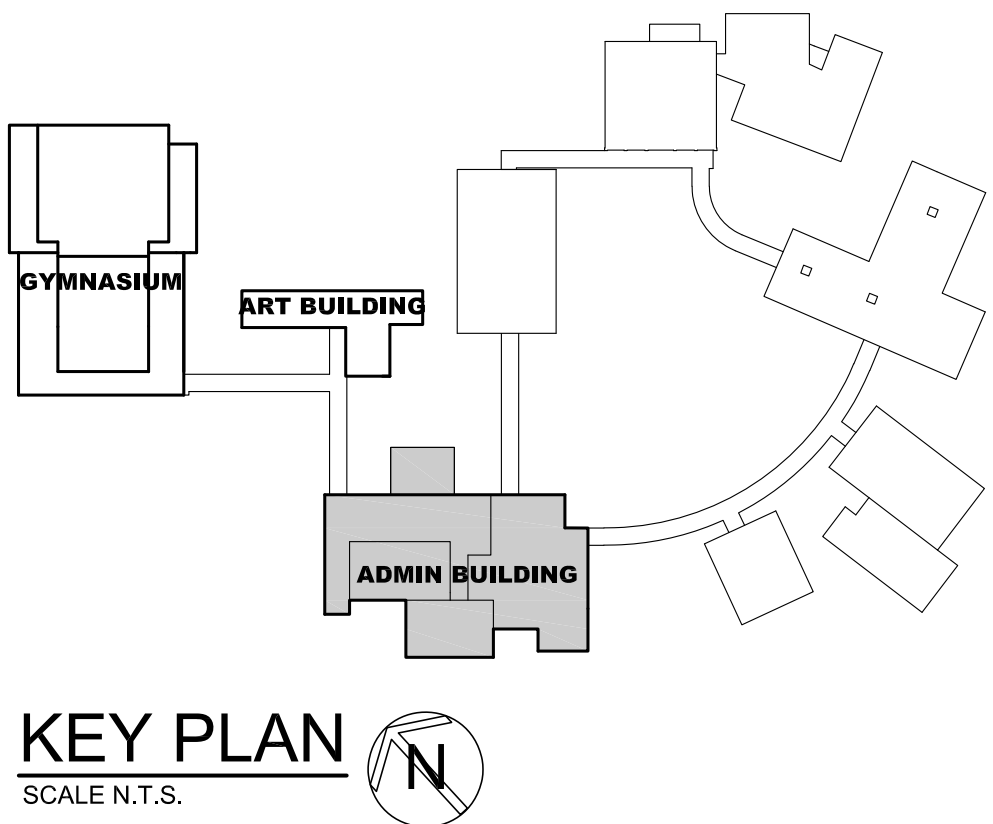 GYMNASIUM
ART BUILDING
ADMIN BUILDING
KEY PLAN
N
SCALE N.T.S.